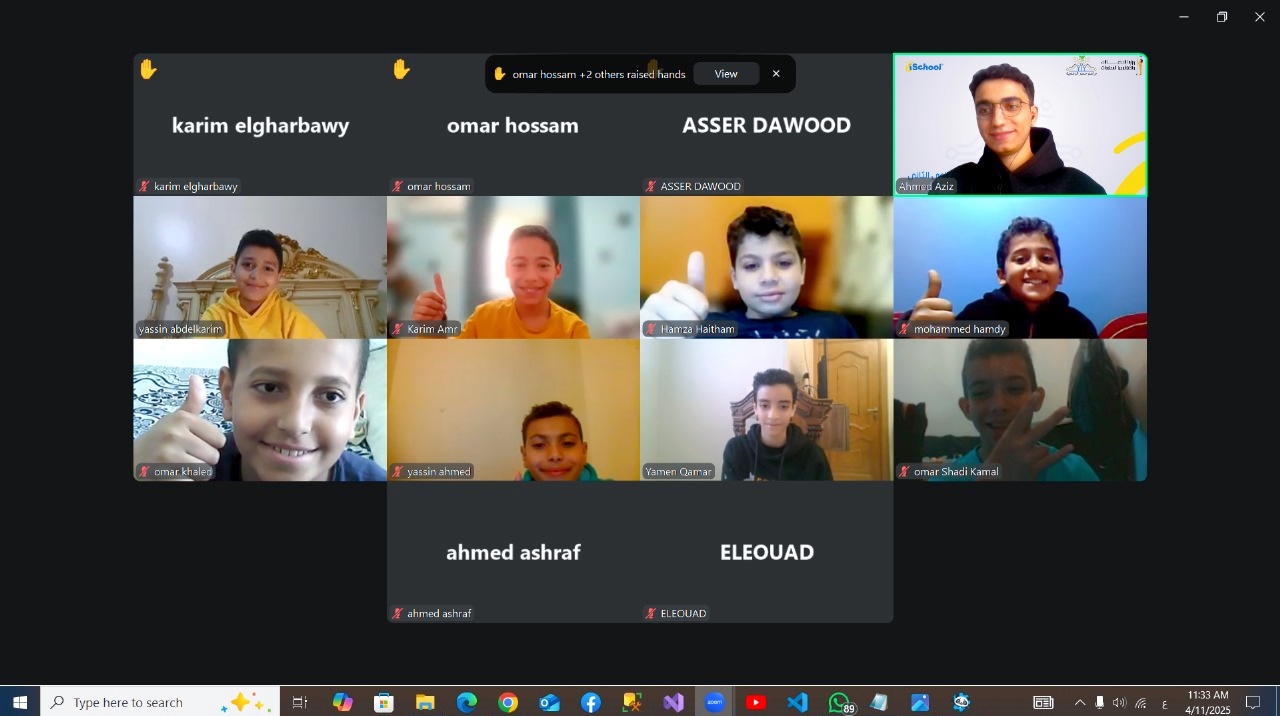 omar hossam +2 others raised hands View
karim elgharbawy
omar hossam
ASSER DAWOOD
iSchool
karim elgharbawy
omar hossam
ASSER DAWOOD
Ahmed Aziz
yassin abdelkarim
Karim Amr
Hamza Haitham
mohammed hamdy
omar khaled
yassin ahmed
Yamen Qamar
omar Shadi Kamal
ahmed ashraf
ELEOUAD
ahmed ashraf
ELEOUAD
Type here to search
zoom
89
ع
11:33 AM
4/11/2025